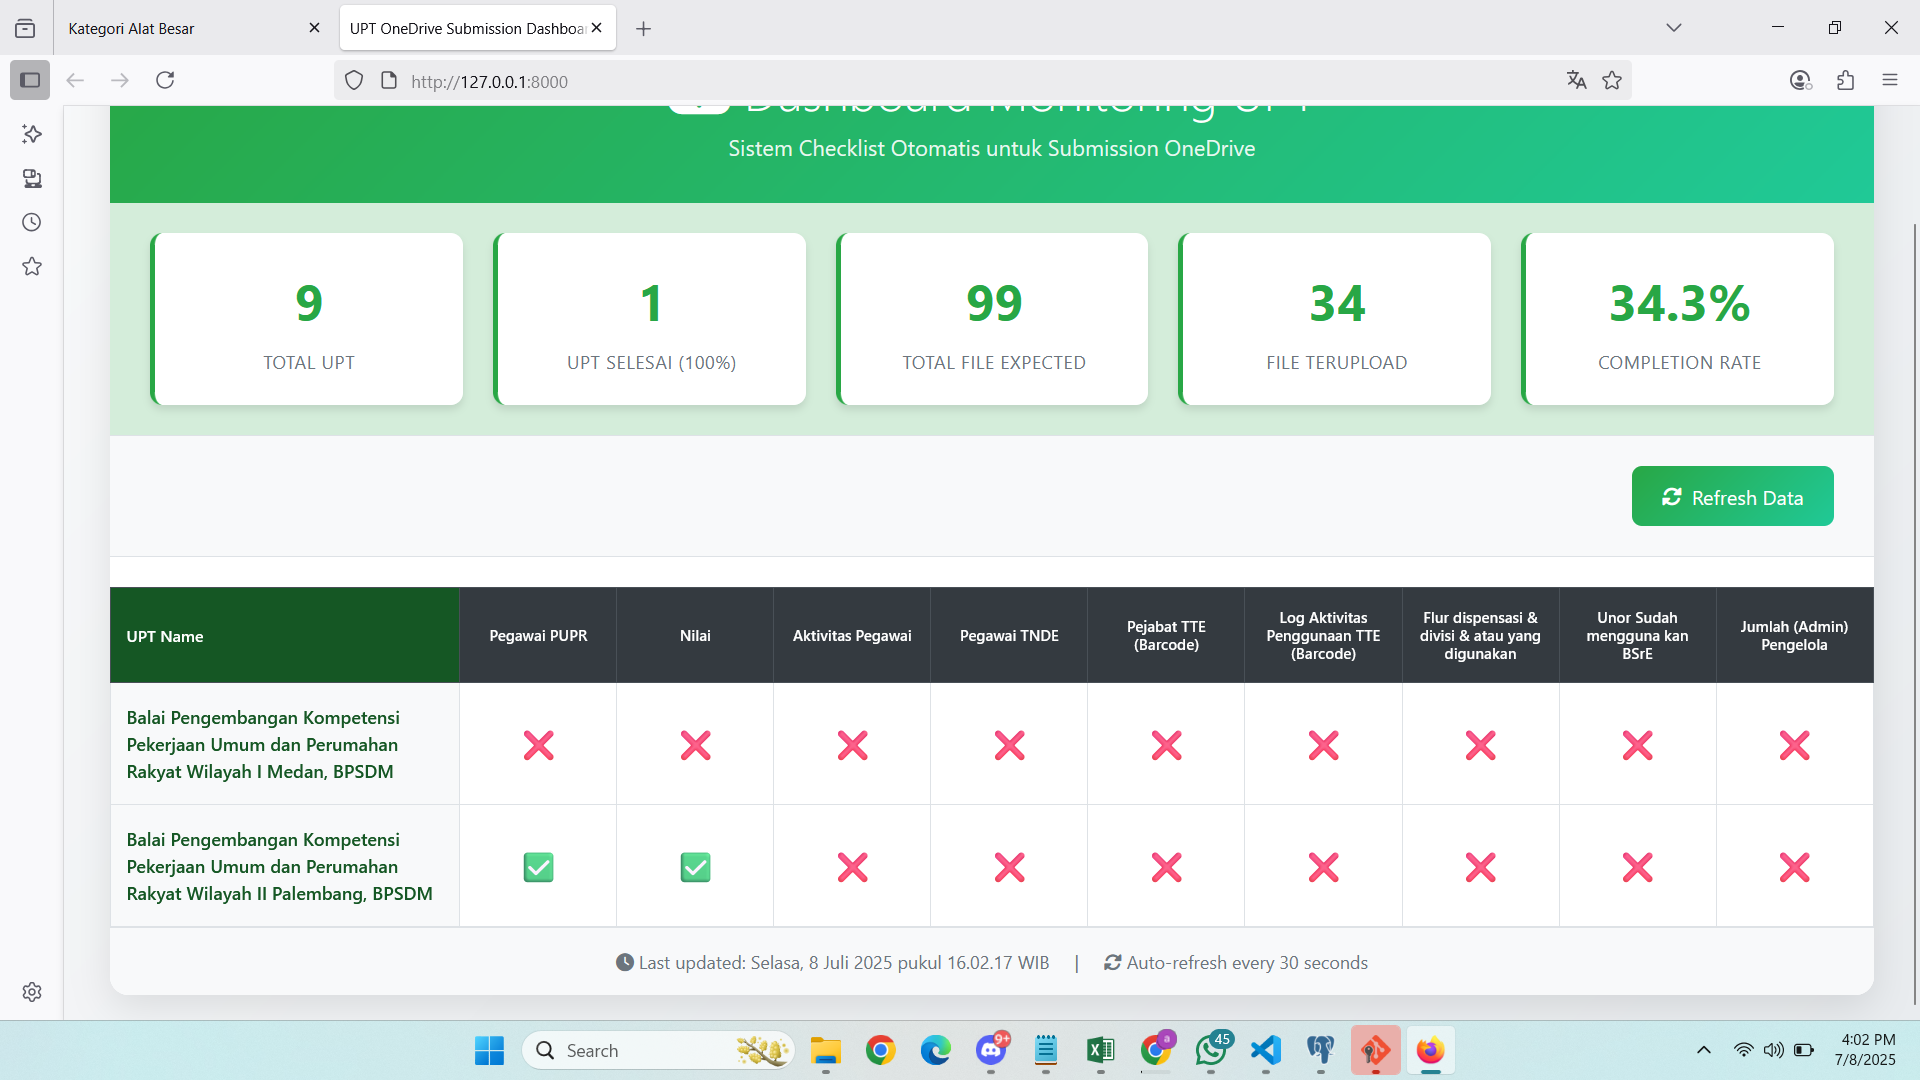 Kategori Alat Besar
UPT OneDrive Submission Dashboa
http://127.0.0.1:8000
Dashboard Monitoring UPT
Sistem Checklist Otomatis untuk Submission OneDrive
9
TOTAL UPT
1
UPT SELESAI (100%)
99
TOTAL FILE EXPECTED
34
FILE TERUPLOAD
34.3%
COMPLETION RATE
Refresh Data
UPT Name
Pegawai PUPR
Nilai
Aktivitas Pegawai
Pegawai TNDE
Pejabat TTE
(Barcode)
Log Aktivitas
Penggunaan TTE
(Barcode)
Flur dispensasi &
divisi & atau yang
digunakan
Unor Sudah
mengguna kan
BSrE
Jumlah (Admin)
Pengelola
Balai Pengembangan Kompetensi
Pekerjaan Umum dan Perumahan
Rakyat Wilayah I Medan, BPSDM
Balai Pengembangan Kompetensi
Pekerjaan Umum dan Perumahan
Rakyat Wilayah II Palembang, BPSDM
Last updated: Selasa, 8 Juli 2025 pukul 16.02.17 WIB | Auto-refresh every 30 seconds
Search
9+
a
45
4:02 PM
7/8/2025